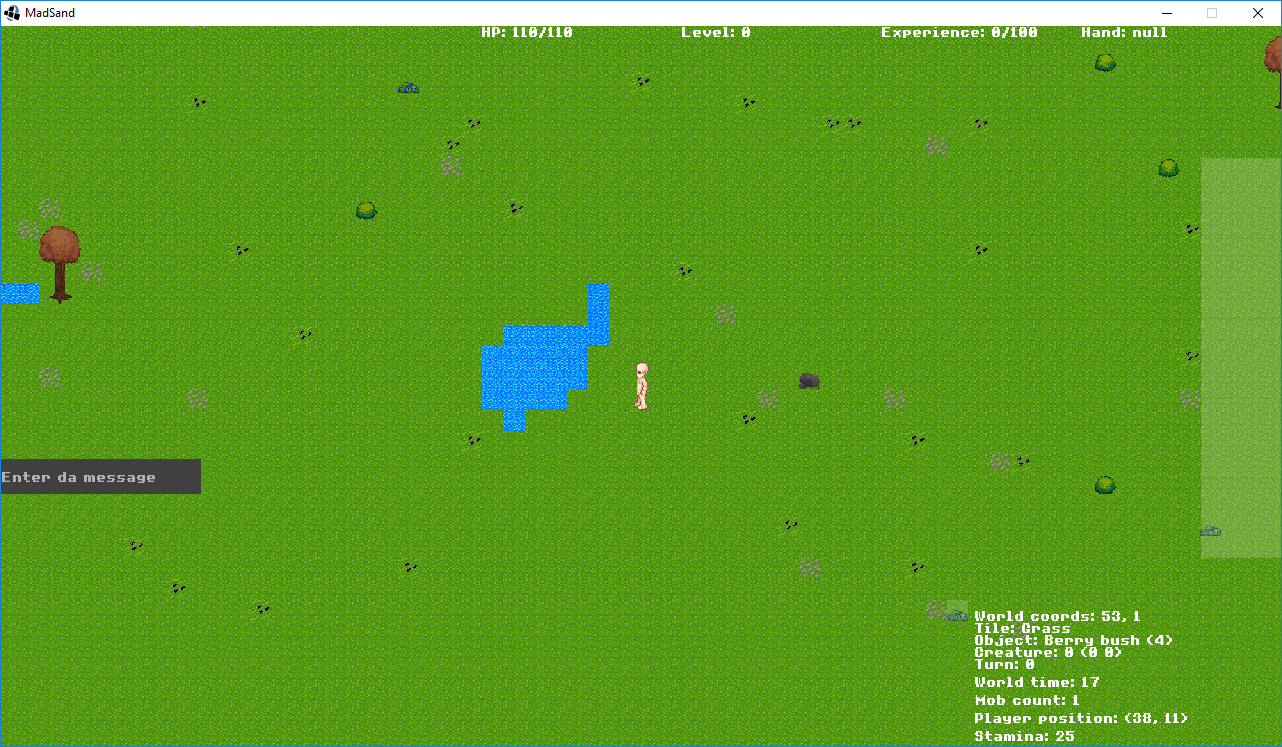 MadSand
HP: 110/110 Level: 0 Experience: 0/100 Hand: null
Enter da message
World coords: 53, 1
Tile: Grass
Object: Berry bush (4)
Creature: 0 (0 0)
Turn: 0
World time: 17
Mob count: 1
Player position: (38, 11)
Stamina: 25